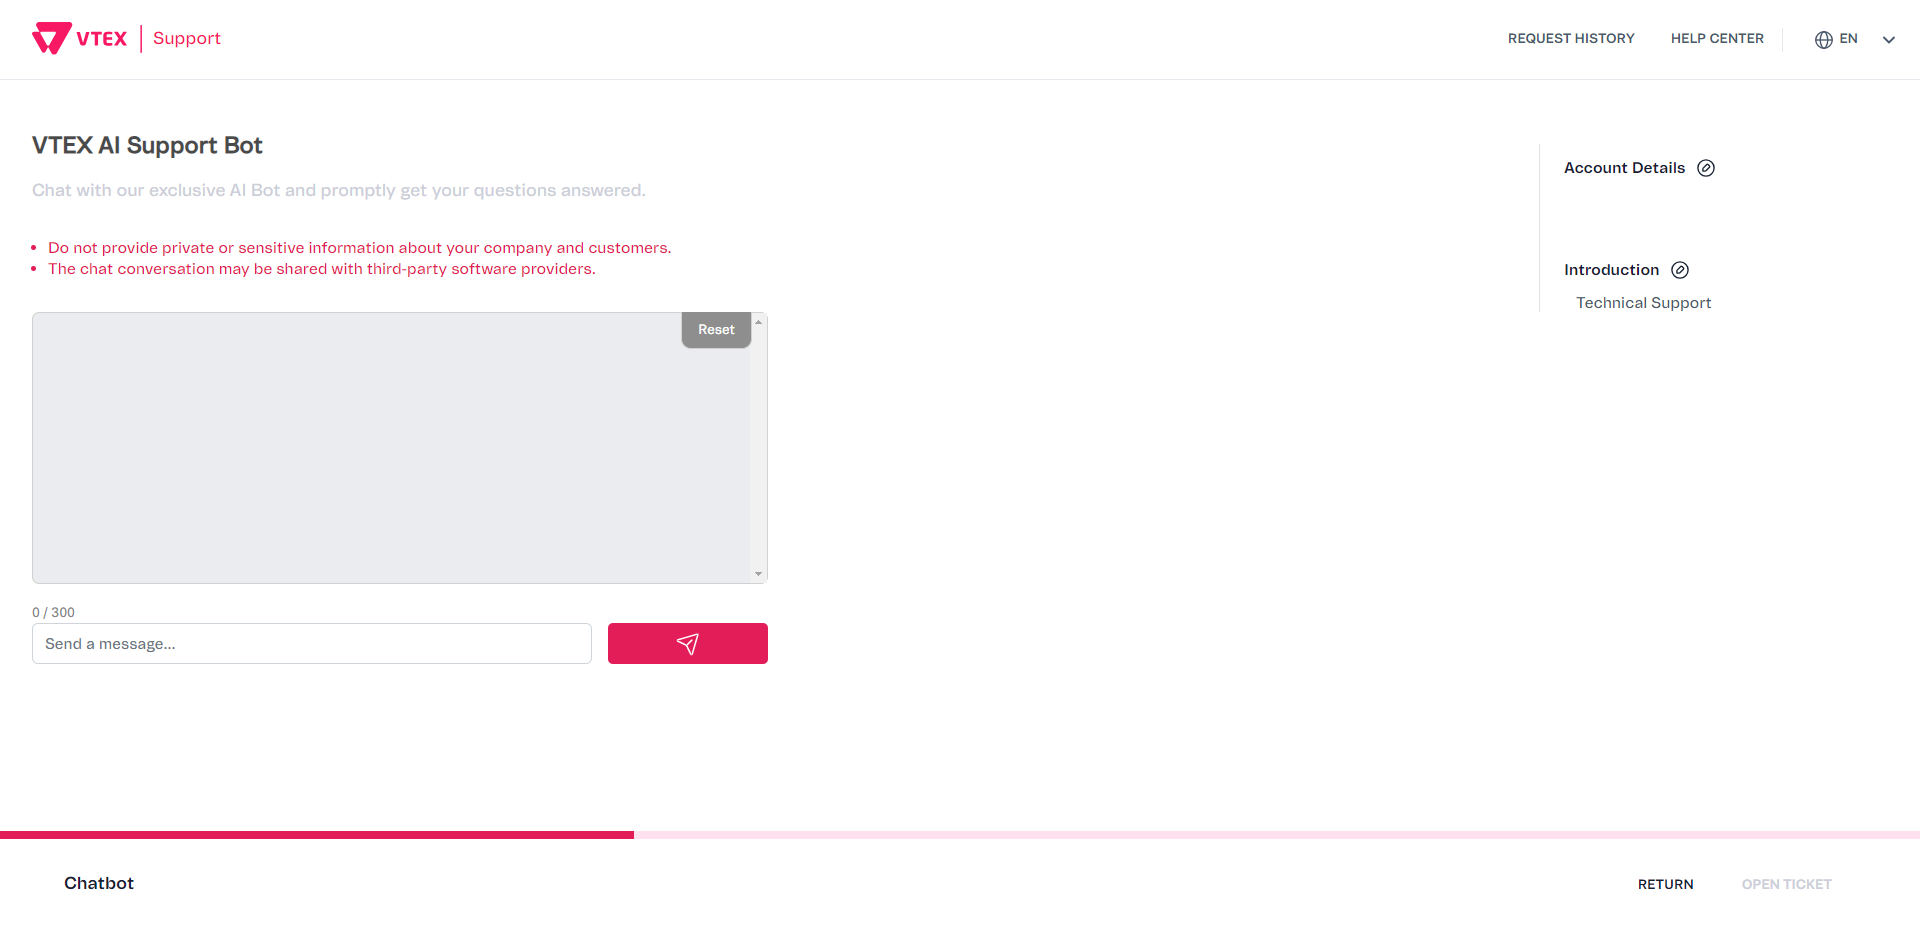 VTEX Support
REQUEST HISTORY
HELP CENTER
EN
VTEX AI Support Bot
Chat with our exclusive AI Bot and promptly get your questions answered.
Do not provide private or sensitive information about your company and customers.
The chat conversation may be shared with third-party software providers.
Reset
0 / 300
Send a message...
Account Details
Introduction
Technical Support
Chatbot
RETURN
OPEN TICKET